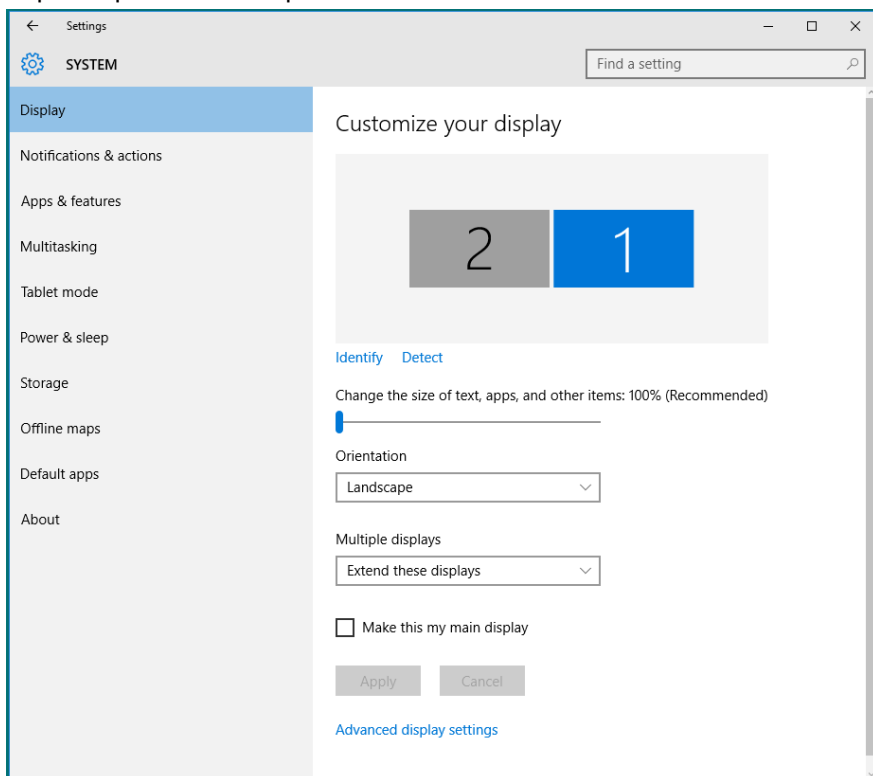 Settings
SYSTEM
Find a setting
Display
Notifications & actions
Apps & features
Multitasking
Tablet mode
Power & sleep
Storage
Offline maps
Default apps
About
Customize your display
2 1
Identify Detect
Change the size of text, apps, and other items: 100% (Recommended)
Orientation
Landscape
Multiple displays
Extend these displays
Make this my main display
Apply Cancel
Advanced display settings